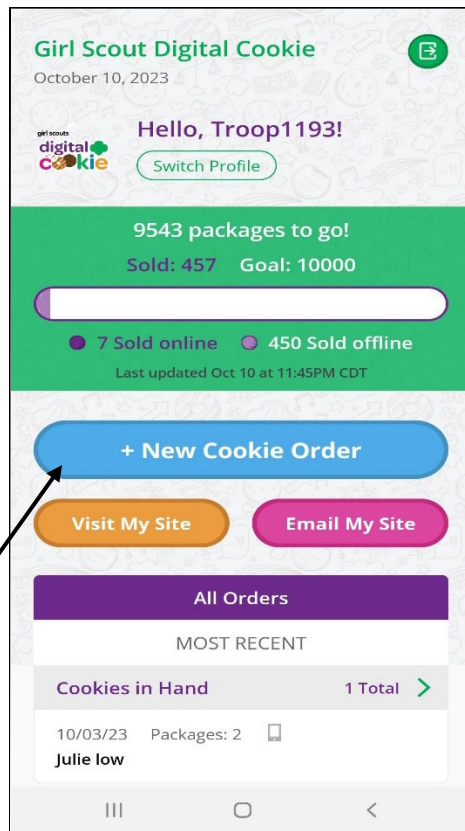 Girl Scout Digital Cookie
October 10, 2023
girl scouts
digital
cookie
Hello, Troop1193!
Switch Profile
9543 packages to go!
Sold: 457 Goal: 10000
7 Sold online 450 Sold offline
Last updated Oct 10 at 11:45PM CDT
+ New Cookie Order
Visit My Site Email My Site
All Orders
MOST RECENT
Cookies in Hand 1 Total
10/03/23 Packages: 2
Julie low